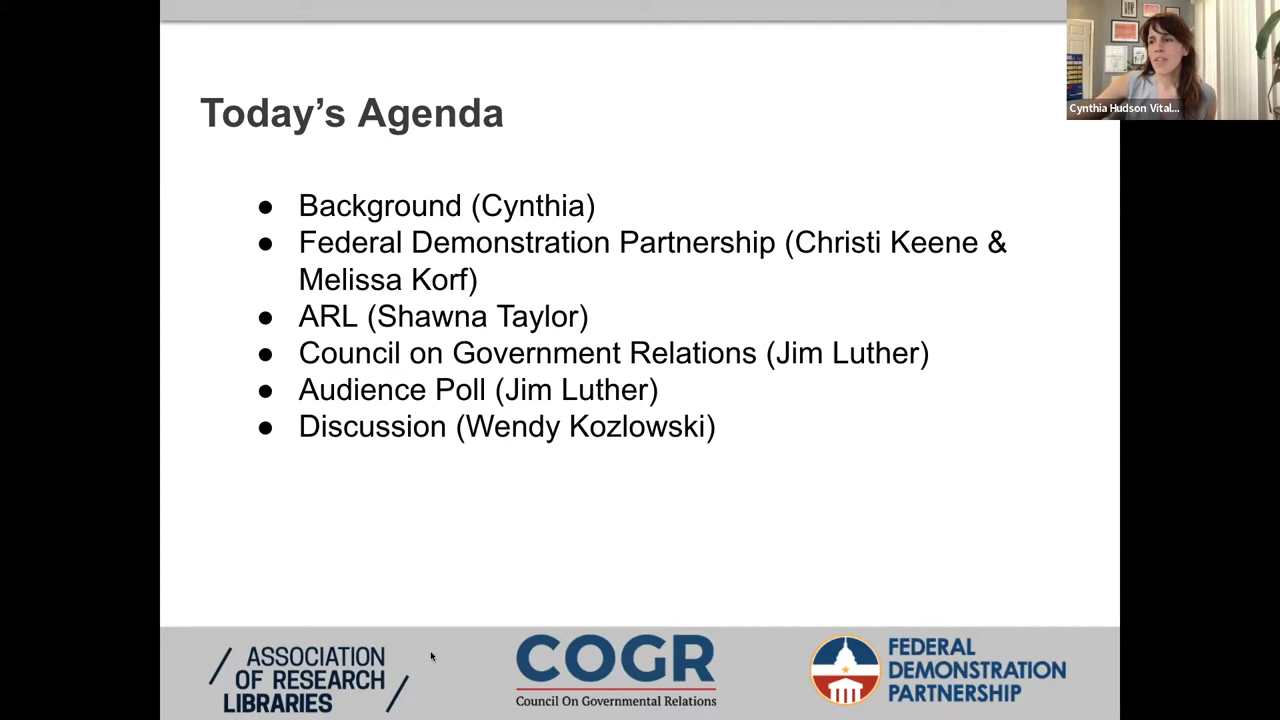 Cynthia Hudson Vital...
Today's Agenda
● Background (Cynthia)
● Federal Demonstration Partnership (Christi Keene &
Melissa Korf)
● ARL (Shawna Taylor)
● Council on Government Relations (Jim Luther)
● Audience Poll (Jim Luther)
● Discussion (Wendy Kozlowski)
ASSOCIATION
OF RESEARCH
LIBRARIES
COGR
Council On Governmental Relations
FEDERAL
DEMONSTRATION
PARTNERSHIP